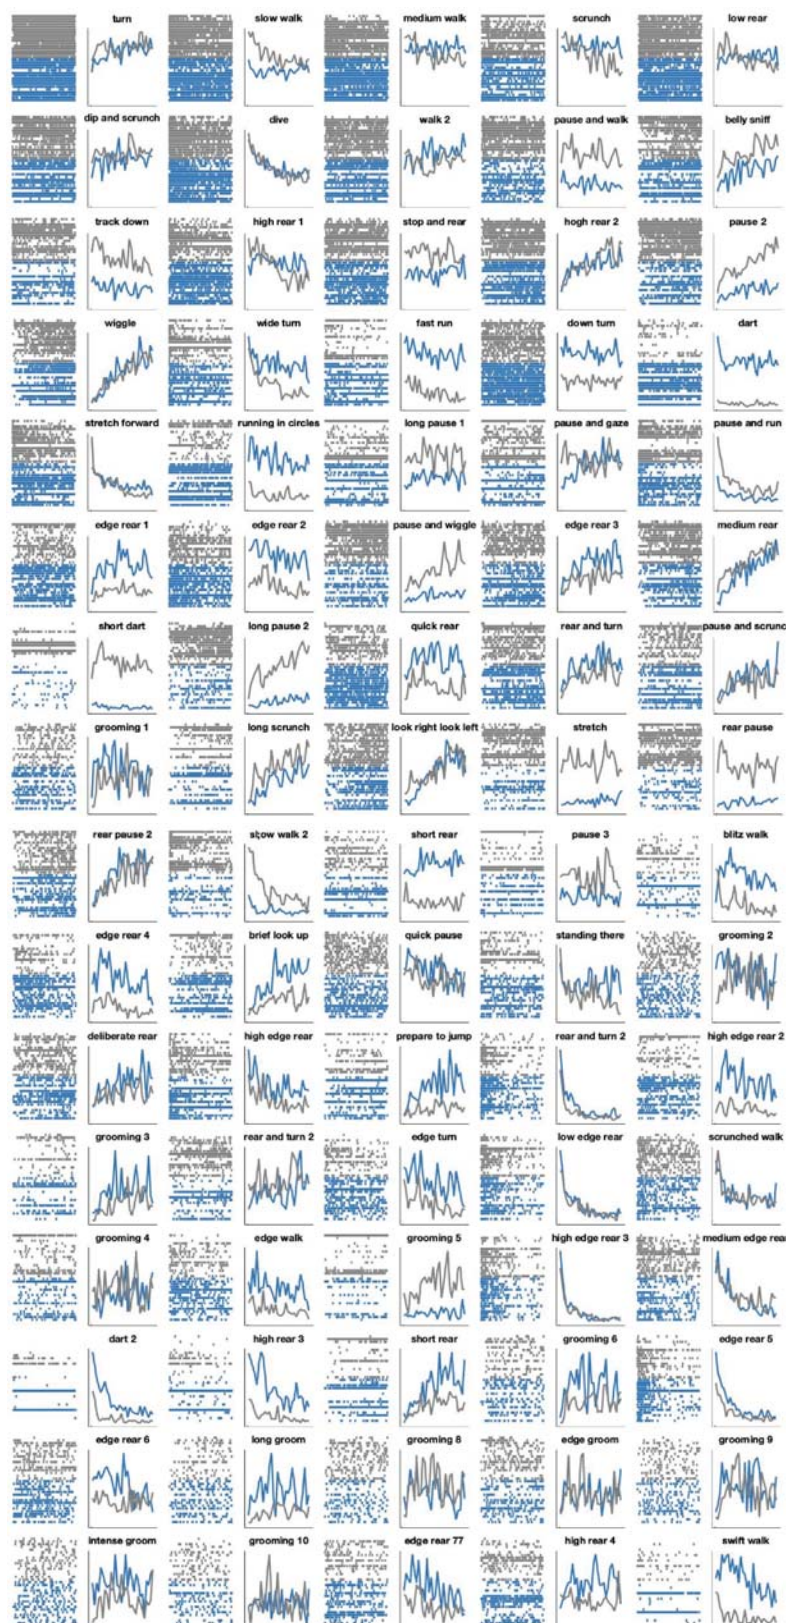 turn
slow walk
medium walk
scrunch
low rear
dip and scrunch
dive
walk 2
pause and walk
belly sniff
track down
high rear 1
stop and rear
hogh rear 2
pause 2
wiggle
wide turn
fast run
down turn
dart
stretch forward
running in circles
long pause 1
pause and gaze
pause and run
edge rear 1
edge rear 2
pause and wiggle
edge rear 3
medium rear
short dart
long pause 2
quick rear
rear and turn
pause and scrunc
grooming 1
long scrunch
look right look left
stretch
rear pause
rear pause 2
slow walk 2
short rear
pause 3
blitz walk
edge rear 4
brief look up
quick pause
standing there
grooming 2
deliberate rear
high edge rear
prepare to jump
rear and turn 2
high edge rear 2
grooming 3
rear and turn 2
edge turn
low edge rear
scrunched walk
grooming 4
edge walk
grooming 5
high edge rear 3
medium edge rear
dart 2
high rear 3
short rear
grooming 6
edge rear 5
edge rear 6
long groom
grooming 8
edge groom
grooming 9
intense groom
grooming 10
edge rear 77
high rear 4
swift walk